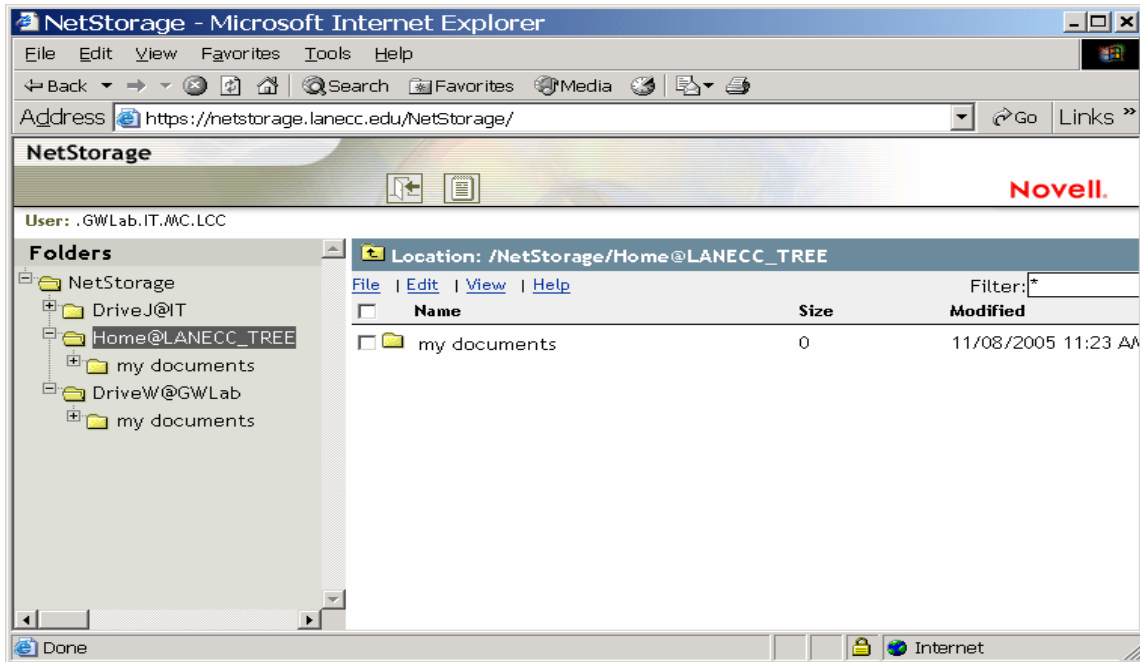 NetStorage - Microsoft Internet Explorer
File Edit View Favorites Tools Help
Back Search Favorites Media
Address https://netstorage.lanecc.edu/NetStorage/ Go Links »
NetStorage
Novell.
User: .GWLab.IT.MC.LCC
Folders
NetStorage
DriveJ@IT
Home@LANECC_TREE
my documents
DriveW@GWLab
my documents
Location: /NetStorage/Home@LANECC_TREE
File | Edit | View | Help Filter: *
Name Size Modified
my documents 0 11/08/2005 11:23 AM
Done Internet